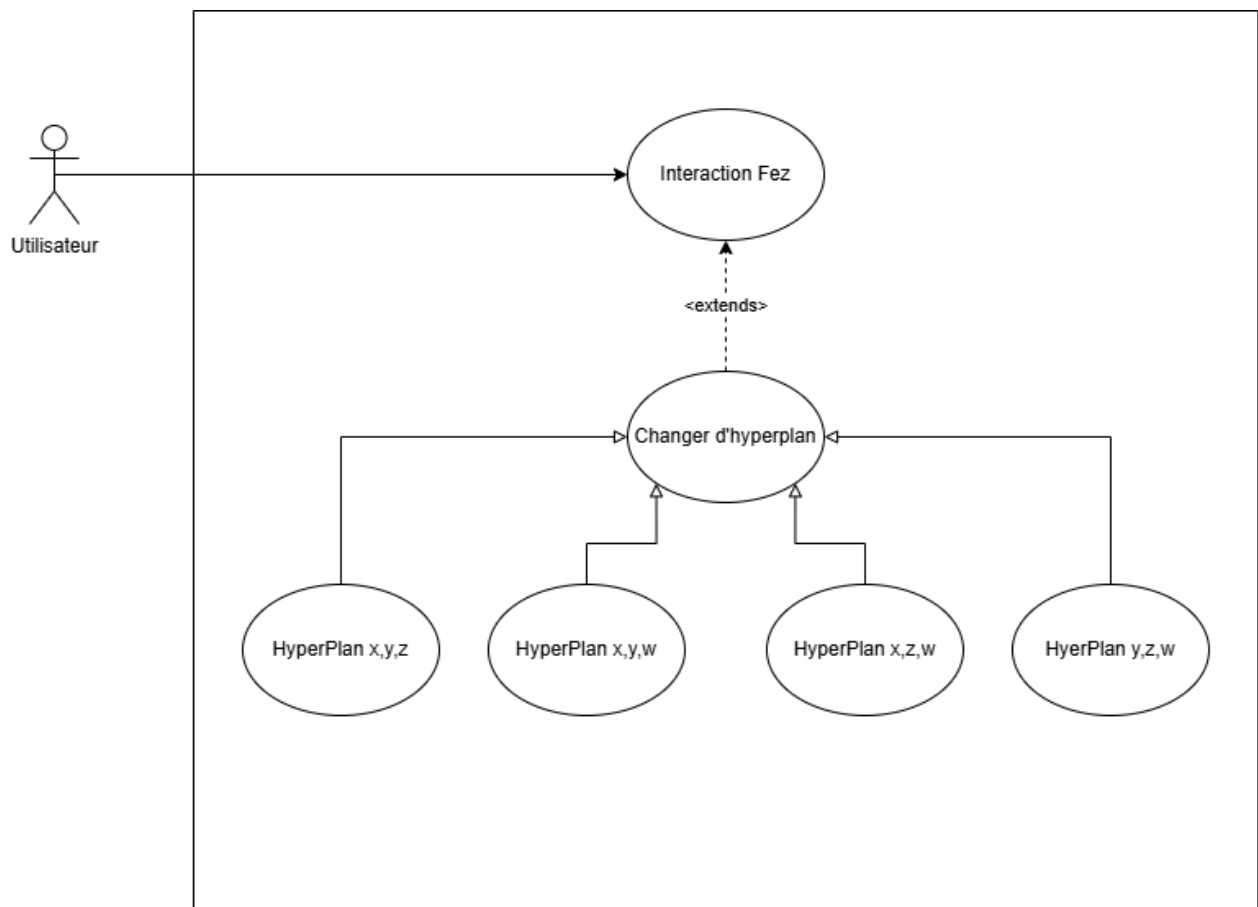 Interaction Fez
Utilisateur
<extends>
Changer d'hyperplan
HyperPlan x,y,z
HyperPlan x,y,w
HyperPlan x,z,w
HyerPlan y,z,w